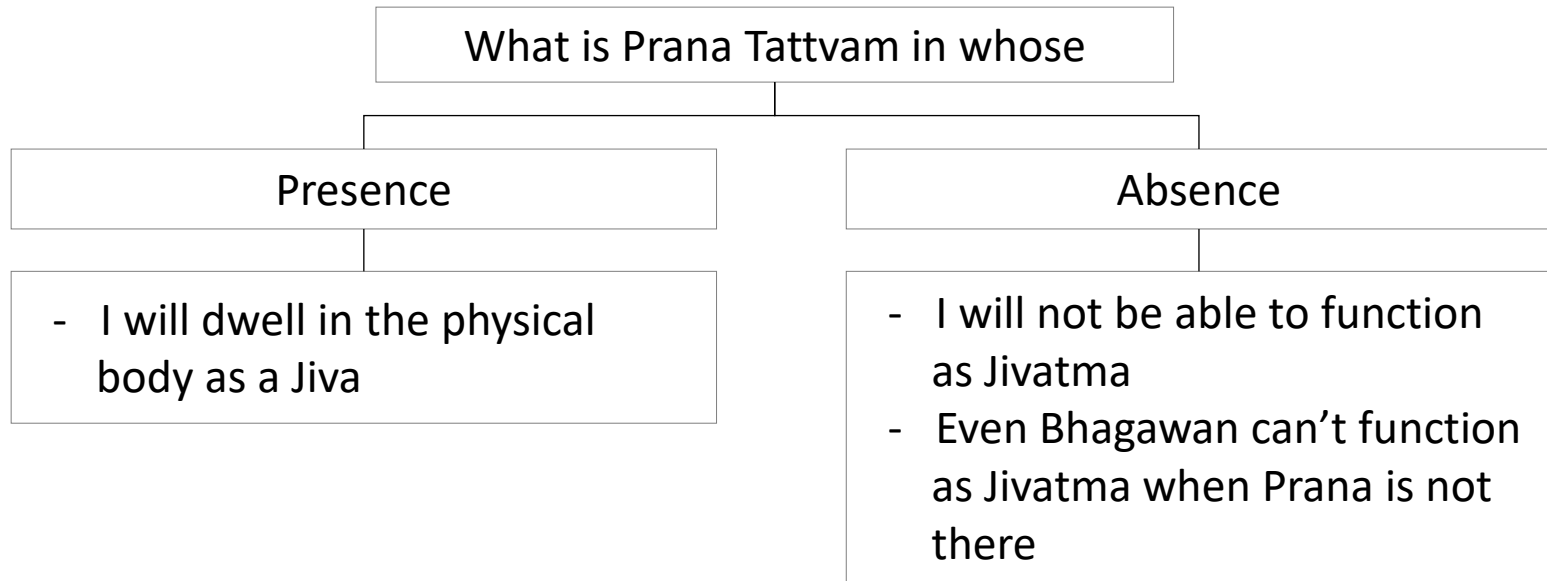 What is Prana Tattvam in whose
Presence
- I will dwell in the physical
body as a Jiva
Absence
- I will not be able to function
as Jivatma
- Even Bhagawan can’t function
as Jivatma when Prana is not
there